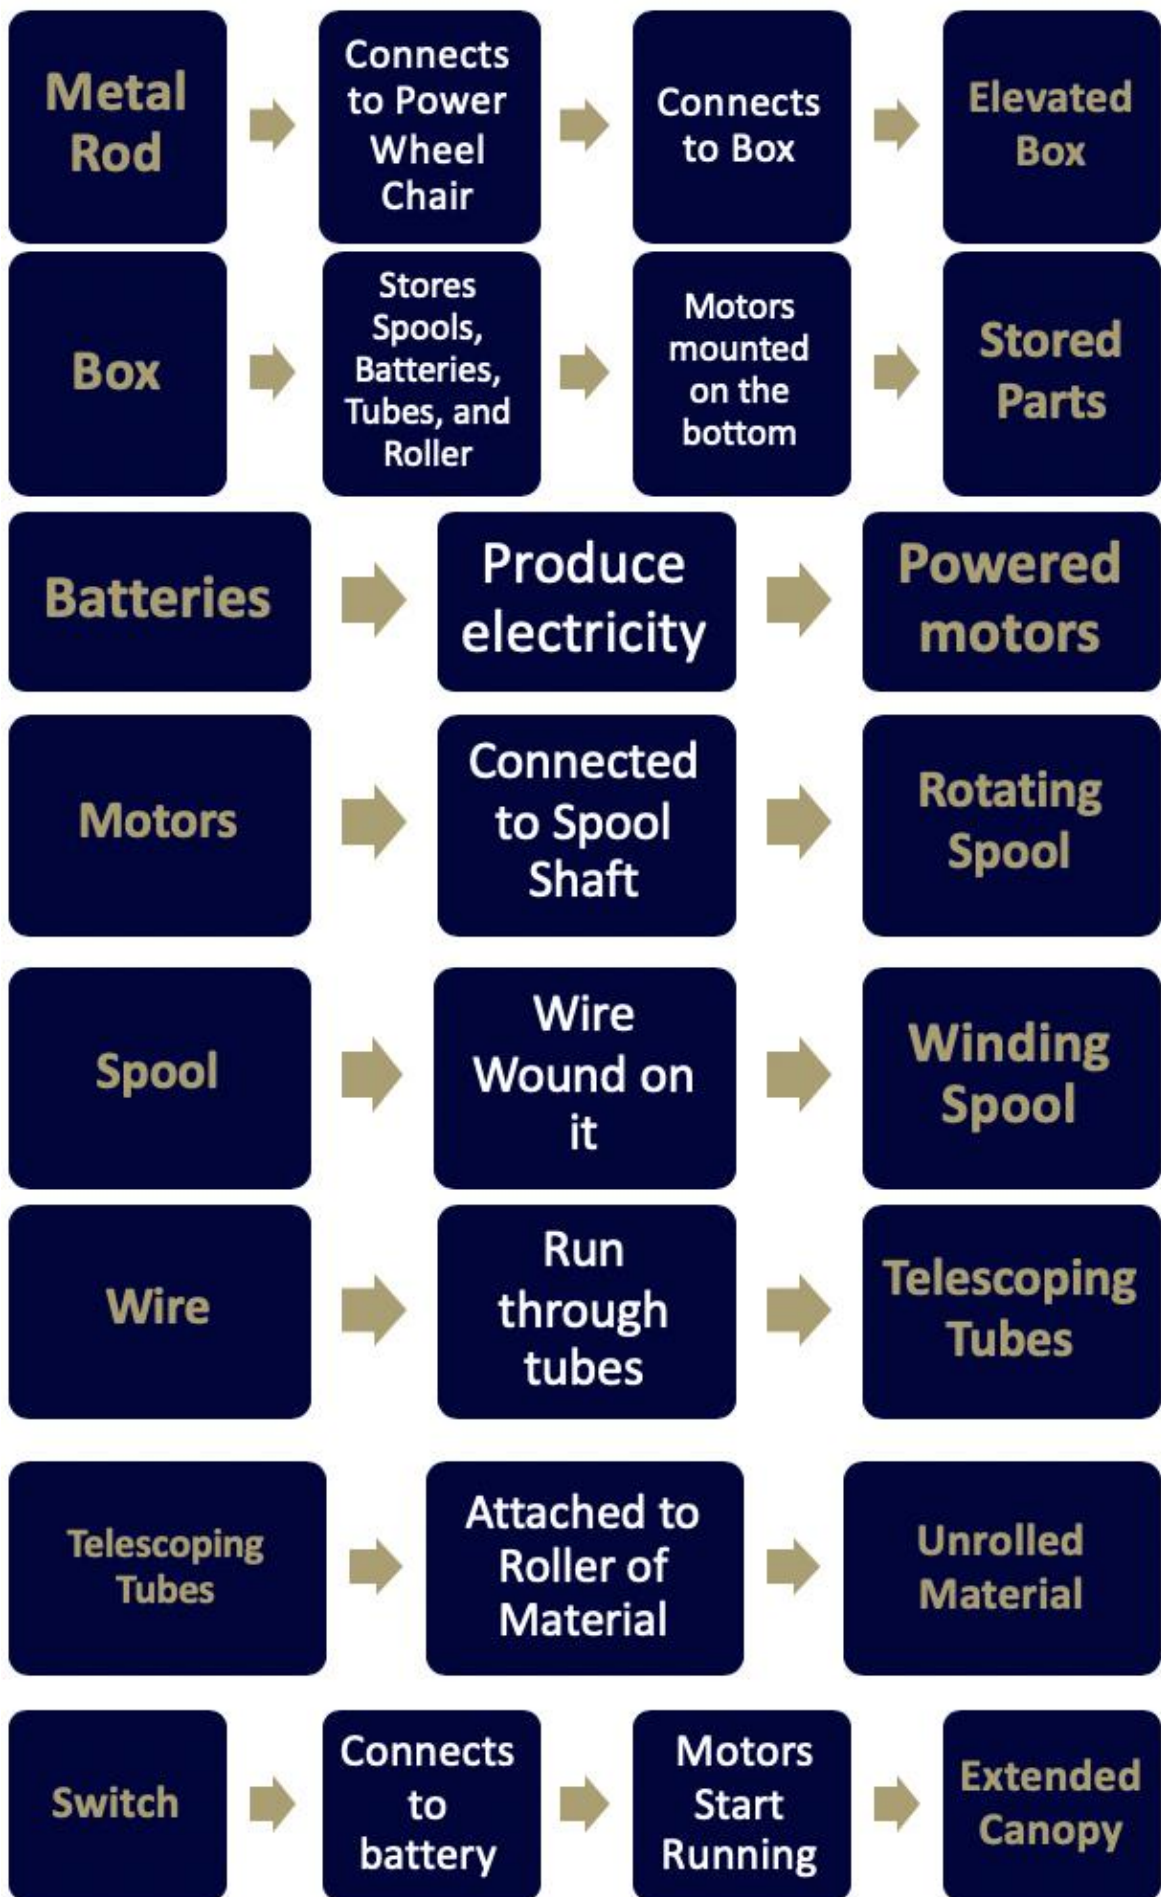 Metal
Rod
Connects
to Power
Wheel
Chair
Connects
to Box
Elevated
Box
Box
Stores
Spools,
Batteries,
Tubes, and
Roller
Motors
mounted
on the
bottom
Stored
Parts
Batteries
Produce
electricity
Powered
motors
Motors
Connected
to Spool
Shaft
Rotating
Spool
Spool
Wire
Wound on
it
Winding
Spool
Wire
Run
through
tubes
Telescoping
Tubes
Telescoping
Tubes
Attached to
Roller of
Material
Unrolled
Material
Switch
Connects
to
battery
Motors
Start
Running
Extended
Canopy